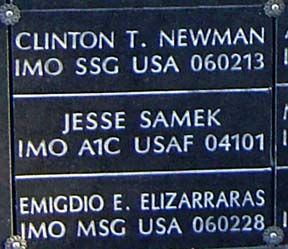 CLINTON T. NEWMAN
IMO SSG USA 060213
JESSE SAMEK
IMO A1C USAF 04101
EMIGDIO E. ELIZARRARAS
IMO MSG USA 060228